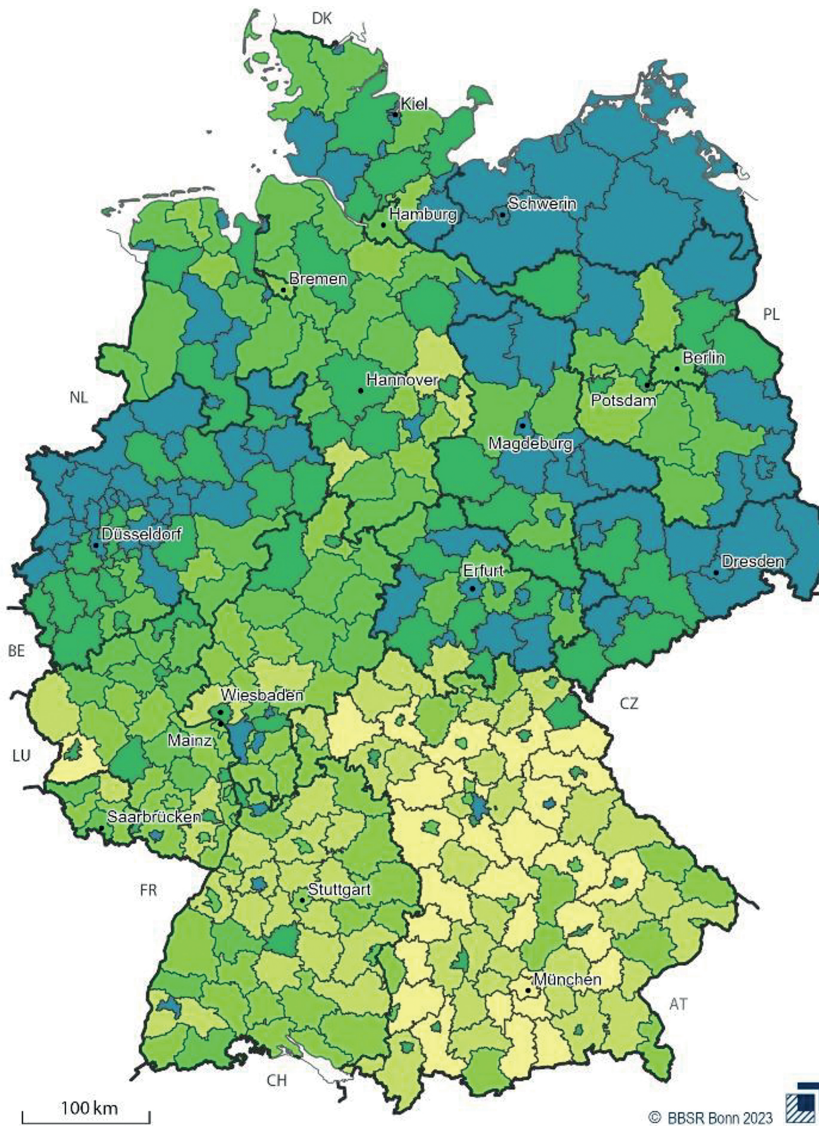 DK
Kiel
Schwerin
Hamburg
Bremen
PL
Berlin
NL
Hannover
Potsdam
Magdeburg
Düsseldorf
Erfurt
Dresden
BE
Wiesbaden
CZ
LU
Mainz
Saarbrücken
FR
Stuttgart
München
AT
CH
100 km
© BBSR Bonn 2023